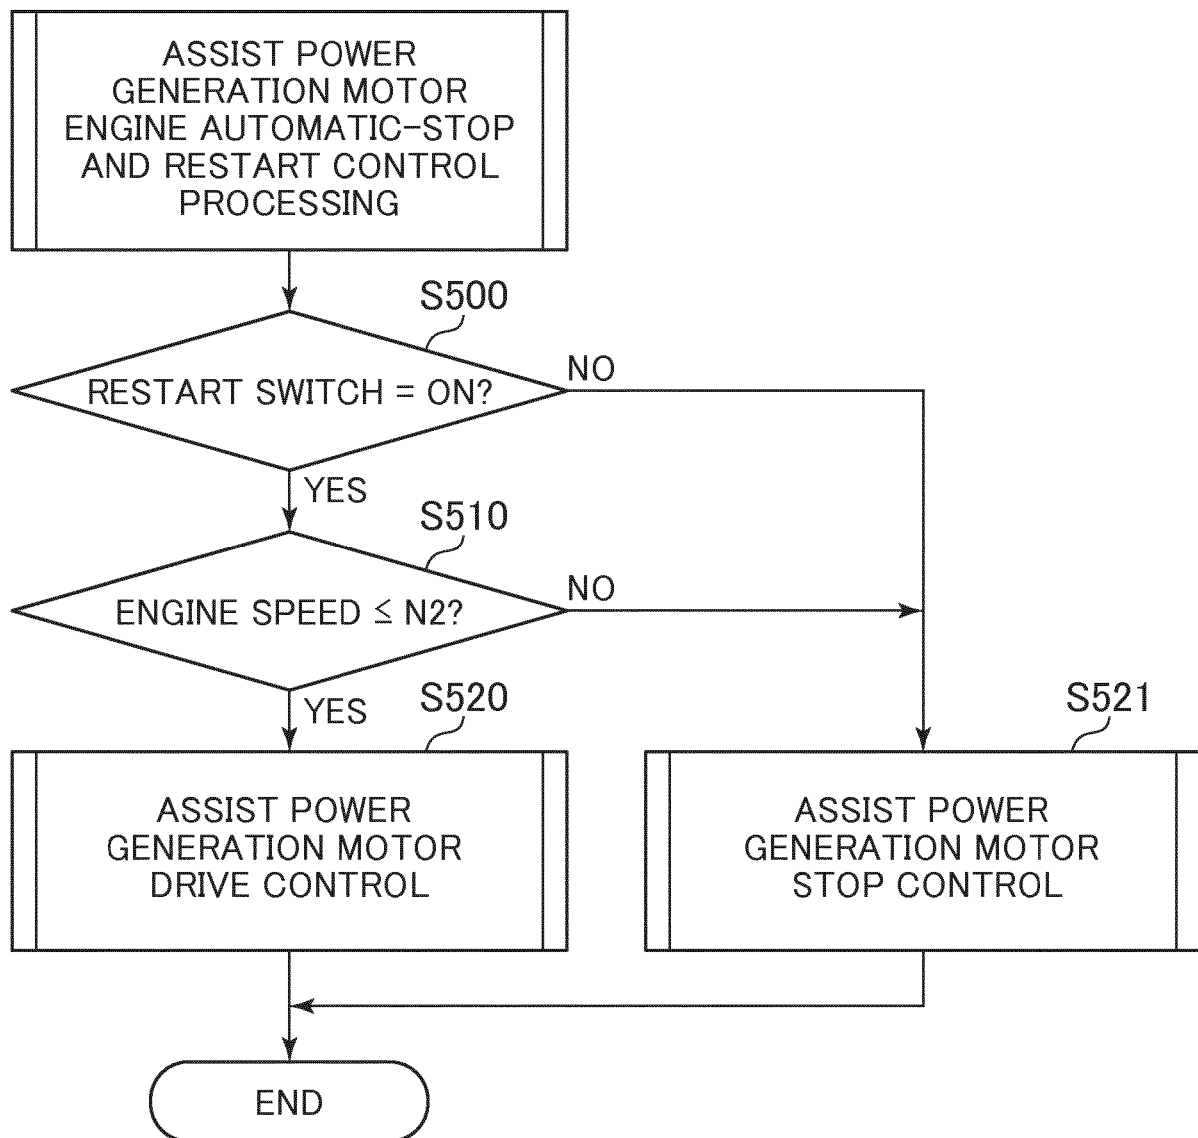 ASSIST POWER
GENERATION MOTOR
ENGINE AUTOMATIC-STOP
AND RESTART CONTROL
PROCESSING
S500
RESTART SWITCH = ON?
NO
YES
S510
ENGINE SPEED ≤ N2?
NO
YES
S520
ASSIST POWER
GENERATION MOTOR
DRIVE CONTROL
S521
ASSIST POWER
GENERATION MOTOR
STOP CONTROL
END